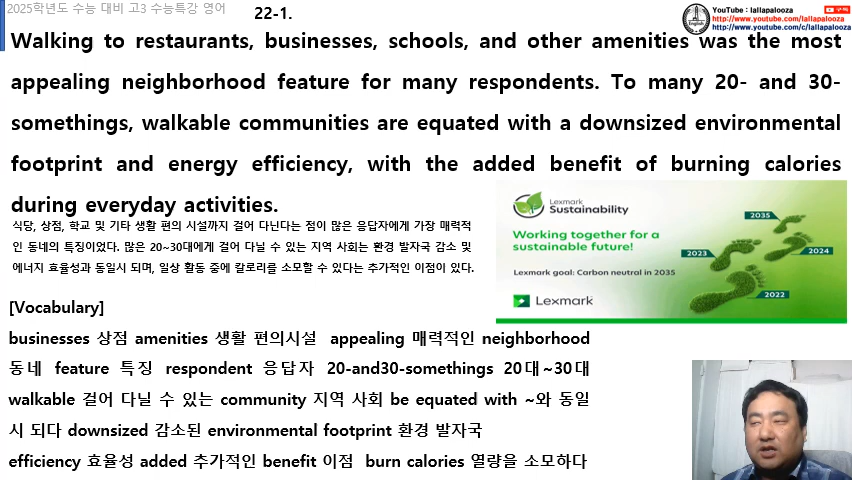 2025학년도 수능 대비 고3 수능특강 영어
22-1.
YouTube : lallapalooza
구독
http://www.youtube.com/lallapalooza
http://www.youtube.com/c/lallapalooza
English
Walking to restaurants, businesses, schools, and other amenities was the most
appealing neighborhood feature for many respondents. To many 20- and 30-
somethings, walkable communities are equated with a downsized environmental
footprint and energy efficiency, with the added benefit of burning calories
during everyday activities.
식당, 상점, 학교 및 기타 생활 편의 시설까지 걸어 다닌다는 점이 많은 응답자에게 가장 매력적
인 동네의 특징이었다. 많은 20~30대에게 걸어 다닐 수 있는 지역 사회는 환경 발자국 감소 및
에너지 효율성과 동일시 되며, 일상 활동 중에 칼로리를 소모할 수 있다는 추가적인 이점이 있다.
Lexmark
Sustainability
Working together for a
sustainable future!
Lexmark goal: Carbon neutral in 2035
Lexmark
2035
2023
2024
2022
[Vocabulary]
businesses 상점 amenities 생활 편의시설 appealing 매력적인 neighborhood
동네 feature 특징 respondent 응답자 20-and30-somethings 20대~30대
walkable 걸어 다닐 수 있는 community 지역 사회 be equated with ~와 동일
시 되다 downsized 감소된 environmental footprint 환경 발자국
efficiency 효율성 added 추가적인 benefit 이점 burn calories 열량을 소모하다